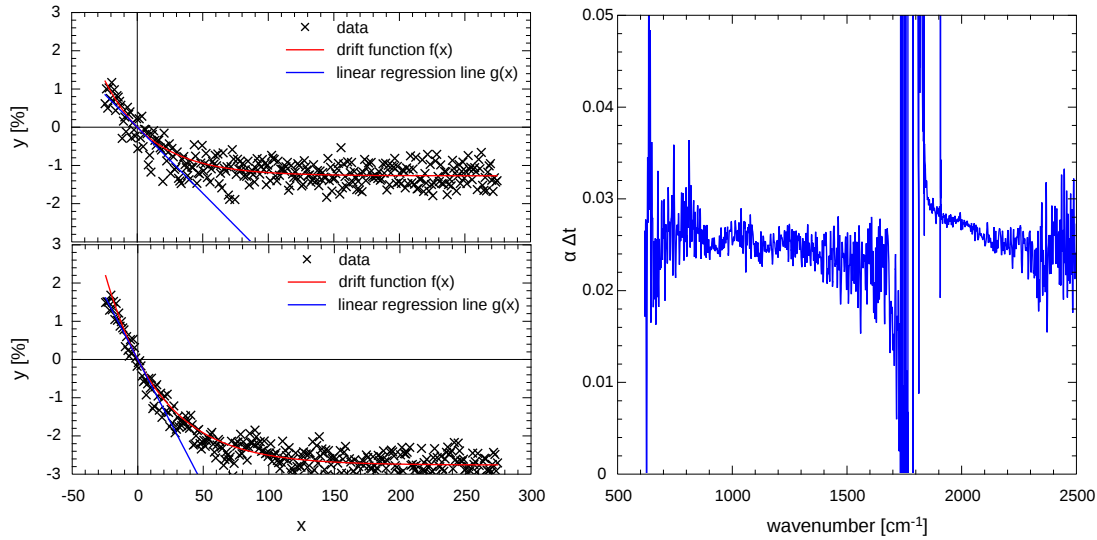 3
2
1
0
-1
-2
3
2
1
0
-1
-2
-3
y [%]
y [%]
data
drift function f(x)
linear regression line g(x)
data
drift function f(x)
linear regression line g(x)
-50 0 50 100 150 200 250 300
x
0.05
0.04
0.03
0.02
0.01
0
α Δt
500 1000 1500 2000 2500
wavenumber [cm⁻¹]